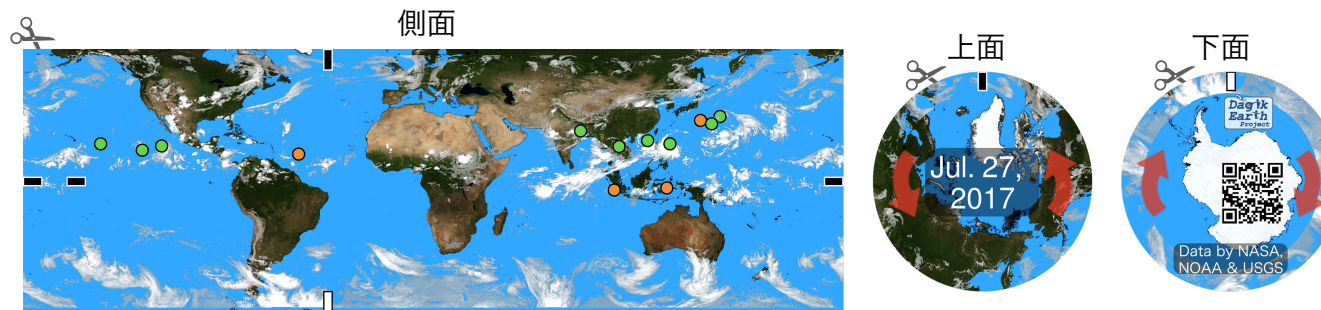 側面
上面
下面
Jul. 27,
2017
Dagik
Earth
Project
Data by NASA,
NOAA & USGS